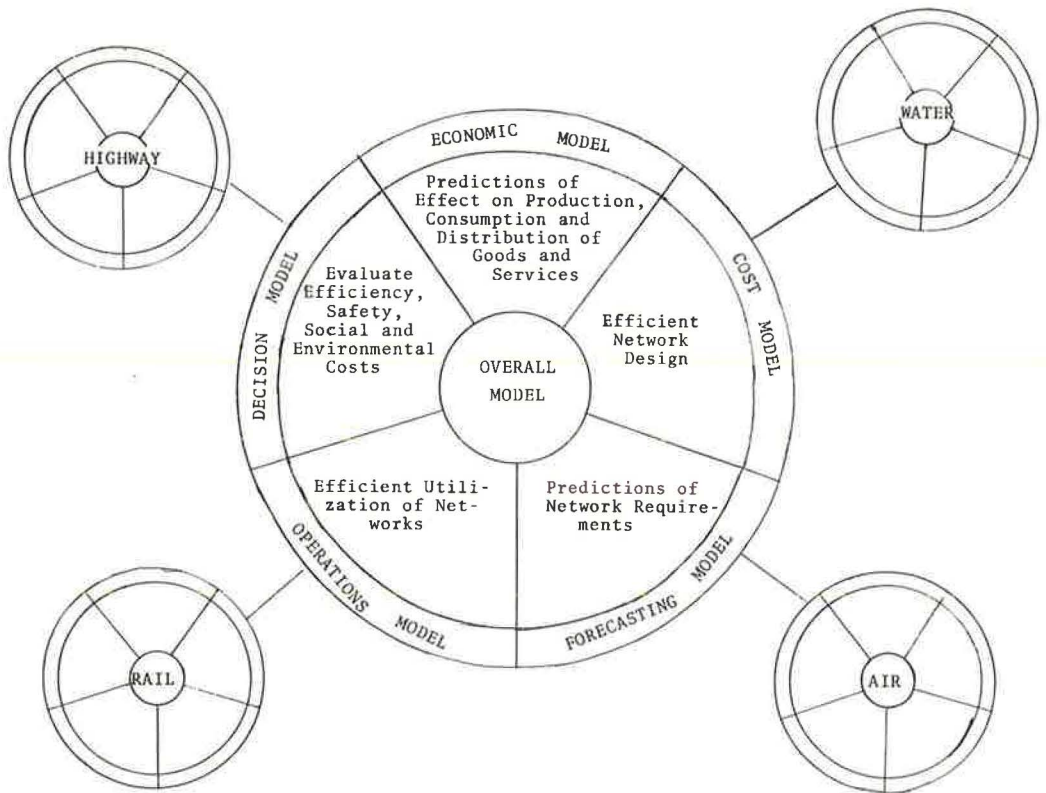 HIGHWAY
WATER
ECONOMIC MODEL
Predictions of
Effect on Production,
Consumption and
Distribution of
Goods and
Services
DECISION MODEL
Evaluate
Efficiency,
Safety,
Social and
Environmental
Costs
COST MODEL
Efficient
Network
Design
OVERALL
MODEL
Efficient Utili-
zation of Net-
works
Predictions of
Network Require-
ments
OPERATIONS MODEL
FORECASTING MODEL
RAIL
AIR